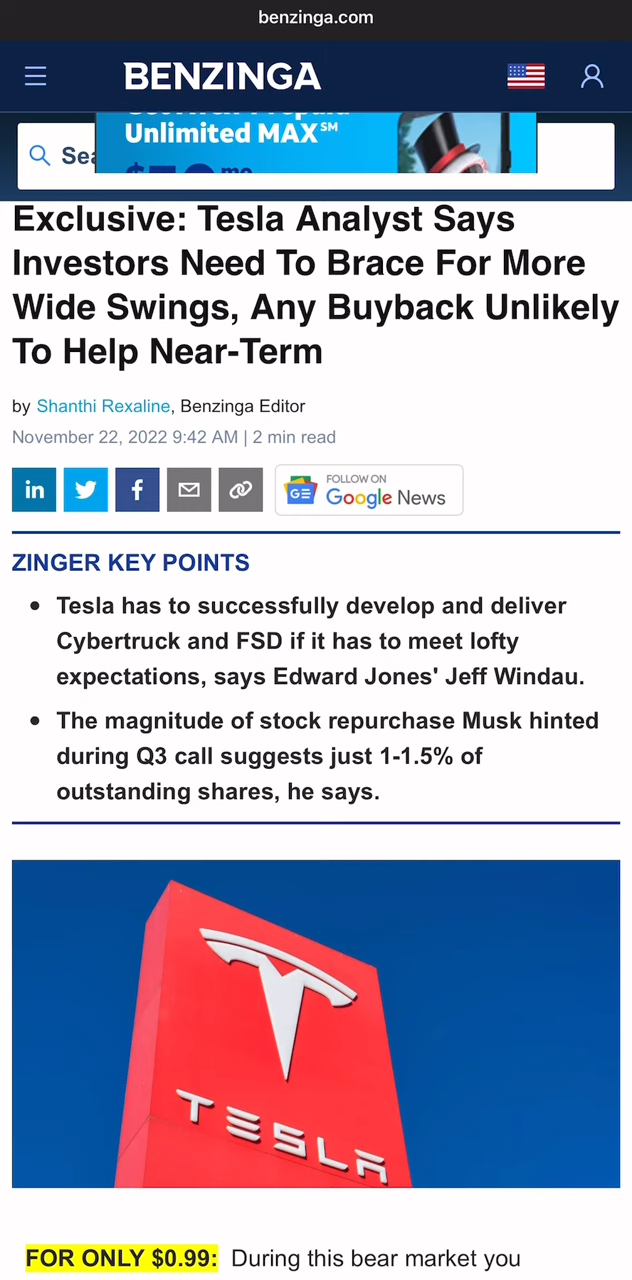 benzinga.com
BENZINGA
Unlimited MAX℠
mo
Sea
Exclusive: Tesla Analyst Says
Investors Need To Brace For More
Wide Swings, Any Buyback Unlikely
To Help Near-Term
by Shanthi Rexaline, Benzinga Editor
November 22, 2022 9:42 AM | 2 min read
in
f
GE
FOLLOW ON
Google News
ZINGER KEY POINTS
• Tesla has to successfully develop and deliver
Cybertruck and FSD if it has to meet lofty
expectations, says Edward Jones' Jeff Windau.
• The magnitude of stock repurchase Musk hinted
during Q3 call suggests just 1-1.5% of
outstanding shares, he says.
TESLA
FOR ONLY $0.99: During this bear market you